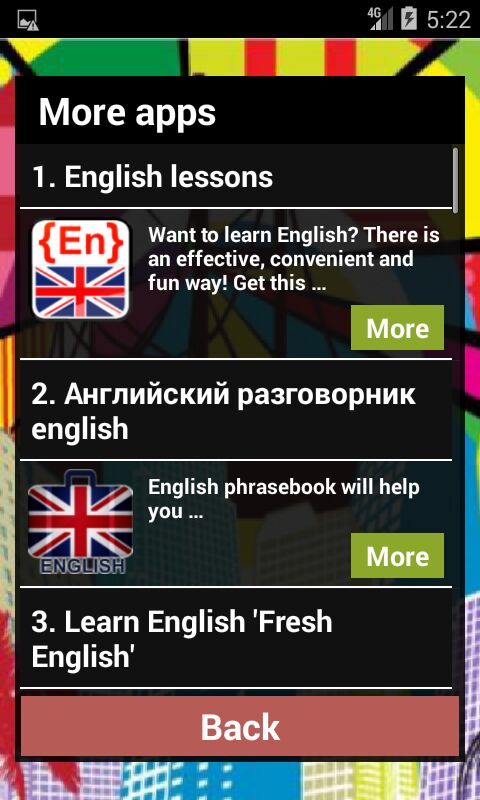 4G 5:22
More apps
1. English lessons
{En}
Want to learn English? There is
an effective, convenient and
fun way! Get this ...
More
2. Английский разговорник
english
ENGLISH
English phrasebook will help
you ...
More
3. Learn English 'Fresh
English'
Back